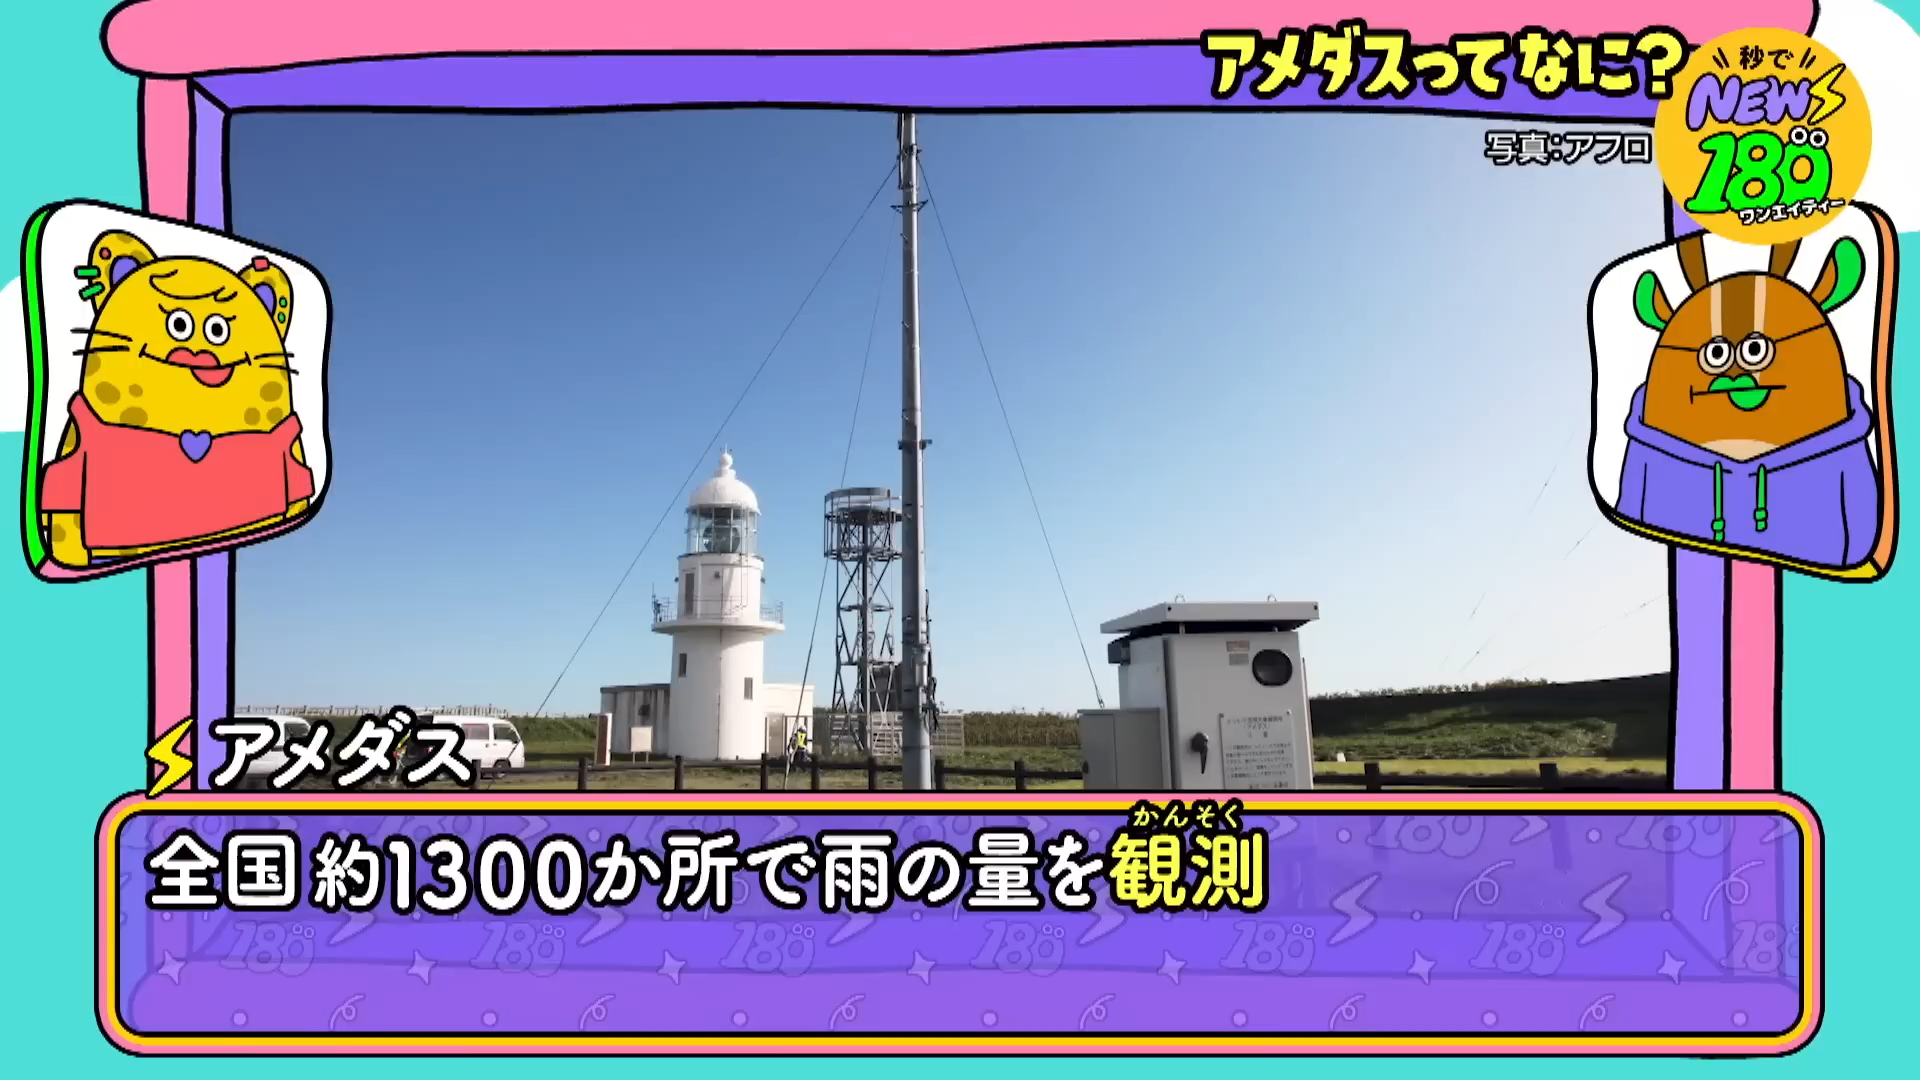 アメダスってなに?
秒で
NEWS
180
ワンエイティー
写真:アフロ
アメダス
かんそく
全国約1300か所で雨の量を観測